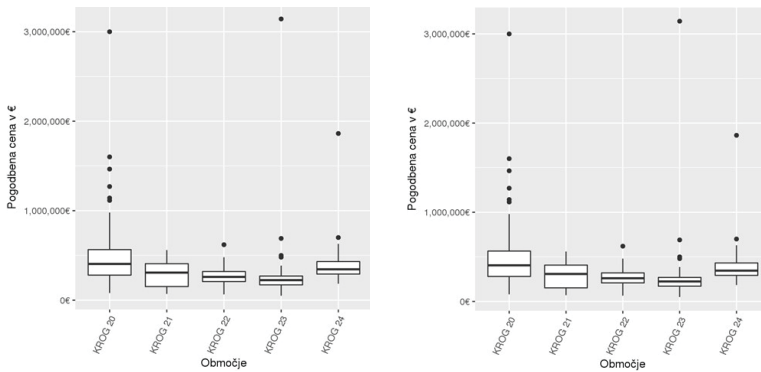 3,000,000€
2,000,000€
1,000,000€
0€
Pogodbena cena v €
KROG 20
KROG 21
KROG 22
KROG 23
KROG 24
Območje
3,000,000€
2,000,000€
1,000,000€
0€
Pogodbena cena v €
KROG 20
KROG 21
KROG 22
KROG 23
KROG 24
Območje